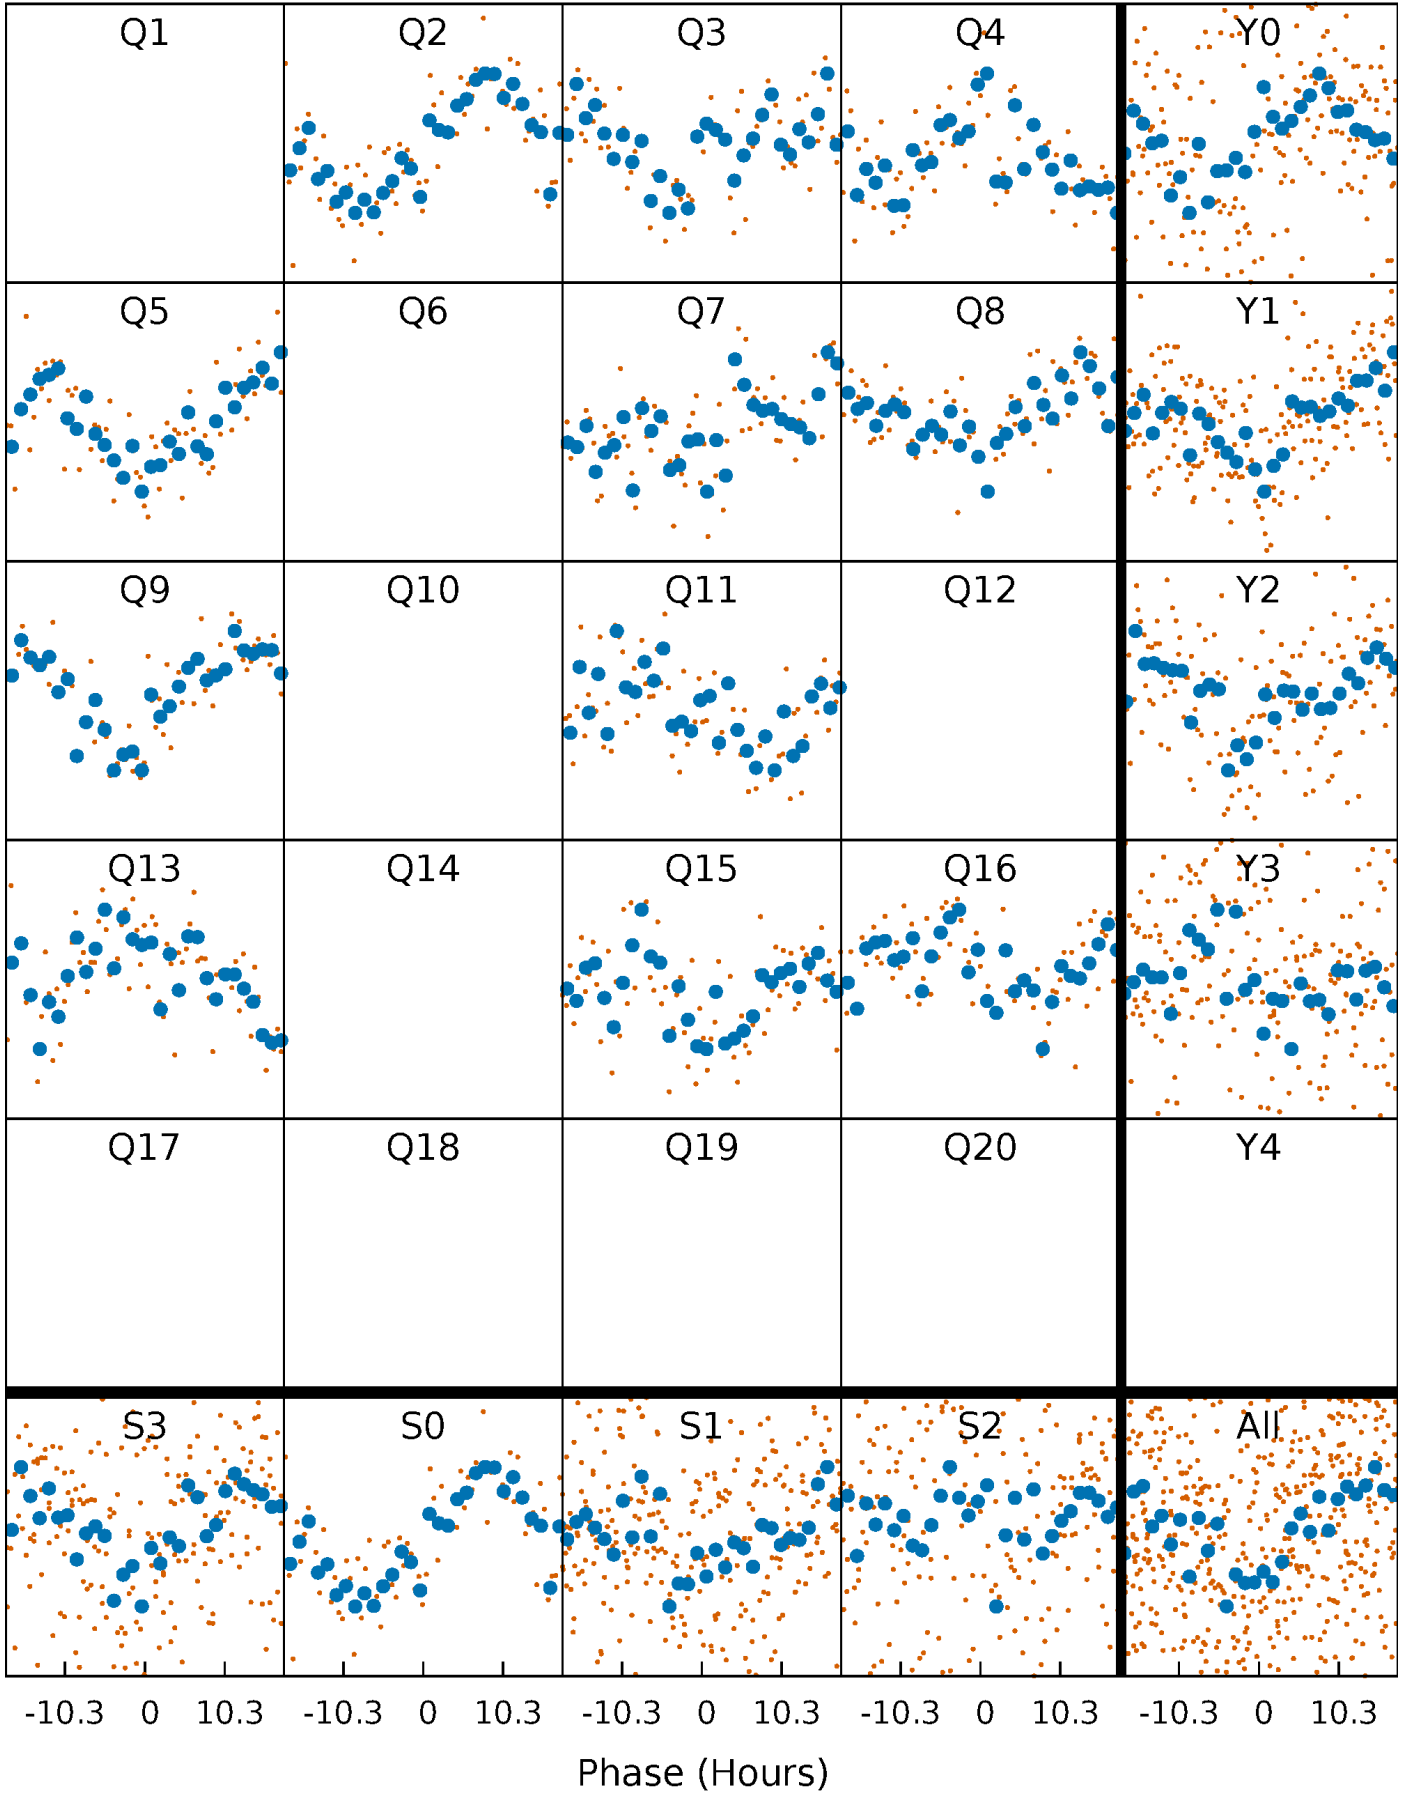 Q1 Q2 Q3 Q4 Y0
Q5 Q6 Q7 Q8 Y1
Q9 Q10 Q11 Q12 Y2
Q13 Q14 Q15 Q16 Y3
Q17 Q18 Q19 Q20 Y4
S3 S0 S1 S2 All
-10.3 0 10.3 -10.3 0 10.3 -10.3 0 10.3 -10.3 0 10.3 -10.3 0 10.3
Phase (Hours)